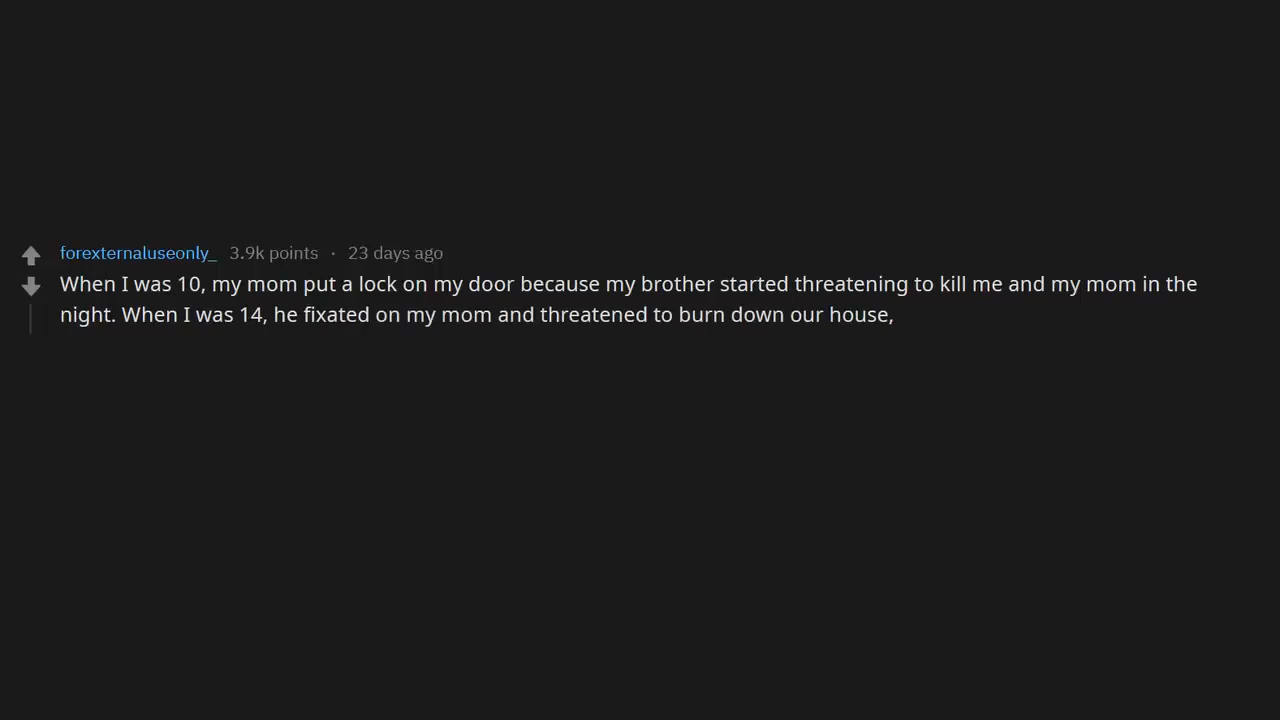 forexternaluseonly_ 3.9k points · 23 days ago
When I was 10, my mom put a lock on my door because my brother started threatening to kill me and my mom in the
night. When I was 14, he fixated on my mom and threatened to burn down our house,